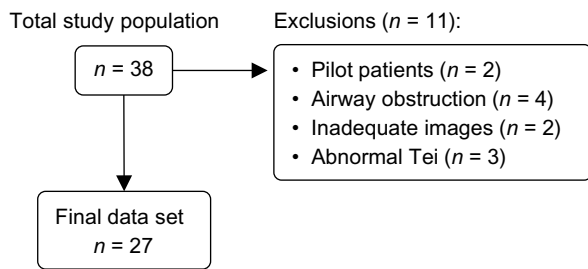 Total study population
Exclusions (n = 11):
n = 38
• Pilot patients (n = 2)
• Airway obstruction (n = 4)
• Inadequate images (n = 2)
• Abnormal Tei (n = 3)
Final data set
n = 27